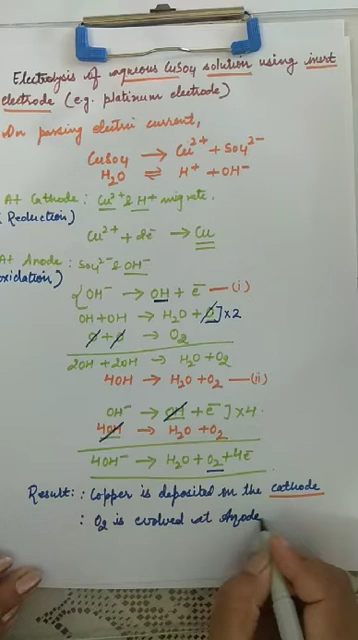 Electrolysis of aqueous CuSO4 solution using inert
electrode (e.g. platinum electrode)
On passing electric current,
CuSO4 → Cu²⁺ + SO4²⁻
H2O ⇌ H⁺ + OH⁻
At Cathode : Cu²⁺ & H⁺ migrate.
(Reduction)
Cu²⁺ + 2e⁻ → Cu
At Anode : SO4²⁻ & OH⁻
oxidation)
{OH⁻ → OH + e⁻ —(i)
OH + OH → H2O + O] x2
O + O → O2
2OH + 2OH → H2O + O2
4OH → H2O + O2 —(ii)
OH⁻ → OH + e⁻] x4.
4OH → H2O + O2
4OH⁻ → H2O + O2 + 4e
Result : : Copper is deposited on the cathode
: O2 is evolved at Anode